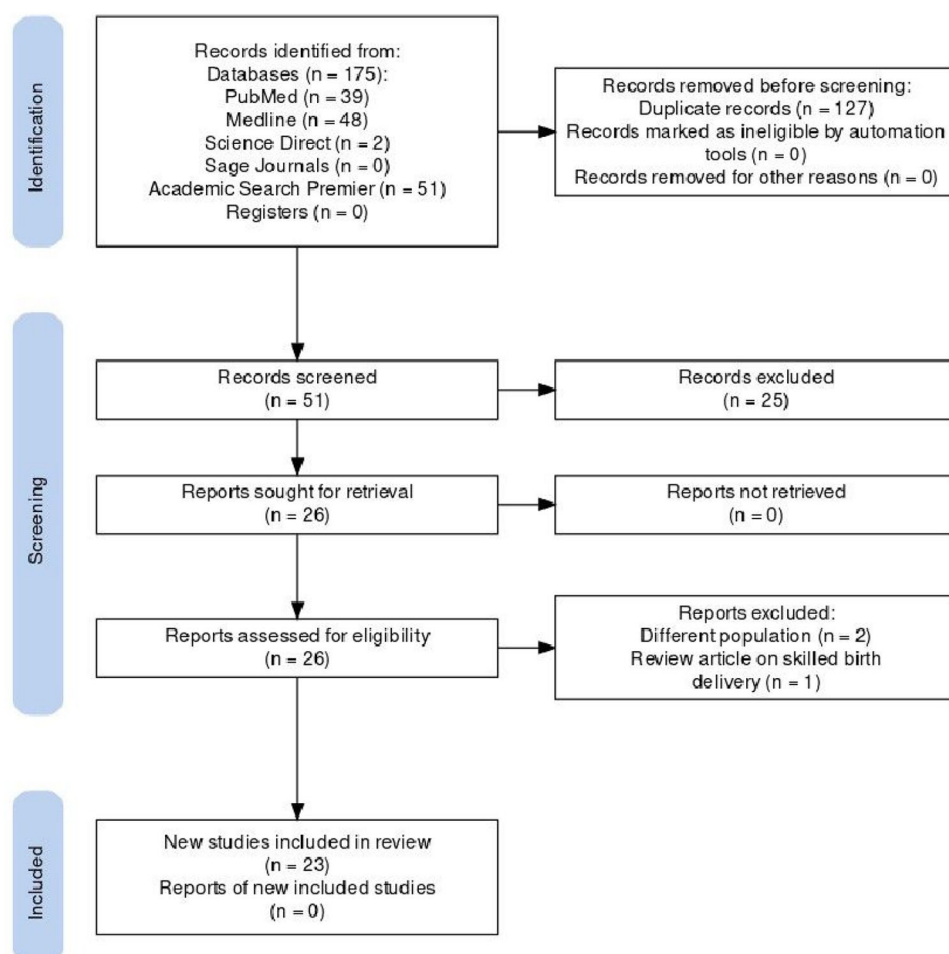 Identification
Records identified from:
Databases (n = 175):
PubMed (n = 39)
Medline (n = 48)
Science Direct (n = 2)
Sage Journals (n = 0)
Academic Search Premier (n = 51)
Registers (n = 0)
Records removed before screening:
Duplicate records (n = 127)
Records marked as ineligible by automation
tools (n = 0)
Records removed for other reasons (n = 0)
Screening
Records screened
(n = 51)
Records excluded
(n = 25)
Reports sought for retrieval
(n = 26)
Reports not retrieved
(n = 0)
Reports assessed for eligibility
(n = 26)
Reports excluded:
Different population (n = 2)
Review article on skilled birth
delivery (n = 1)
Included
New studies included in review
(n = 23)
Reports of new included studies
(n = 0)